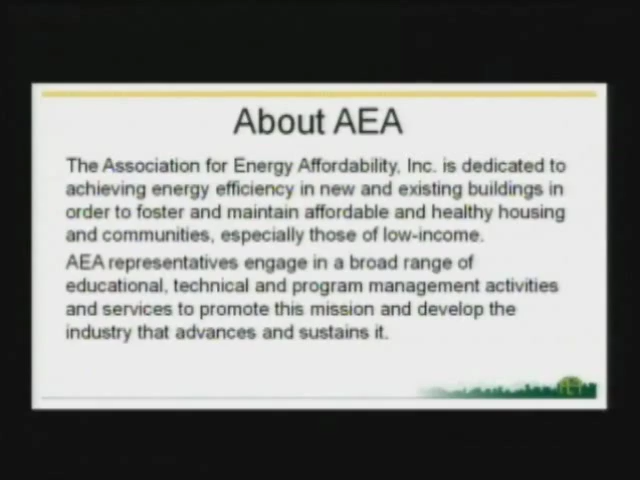 About AEA
The Association for Energy Affordability, Inc. is dedicated to
achieving energy efficiency in new and existing buildings in
order to foster and maintain affordable and healthy housing
and communities, especially those of low-income.
AEA representatives engage in a broad range of
educational, technical and program management activities
and services to promote this mission and develop the
industry that advances and sustains it.